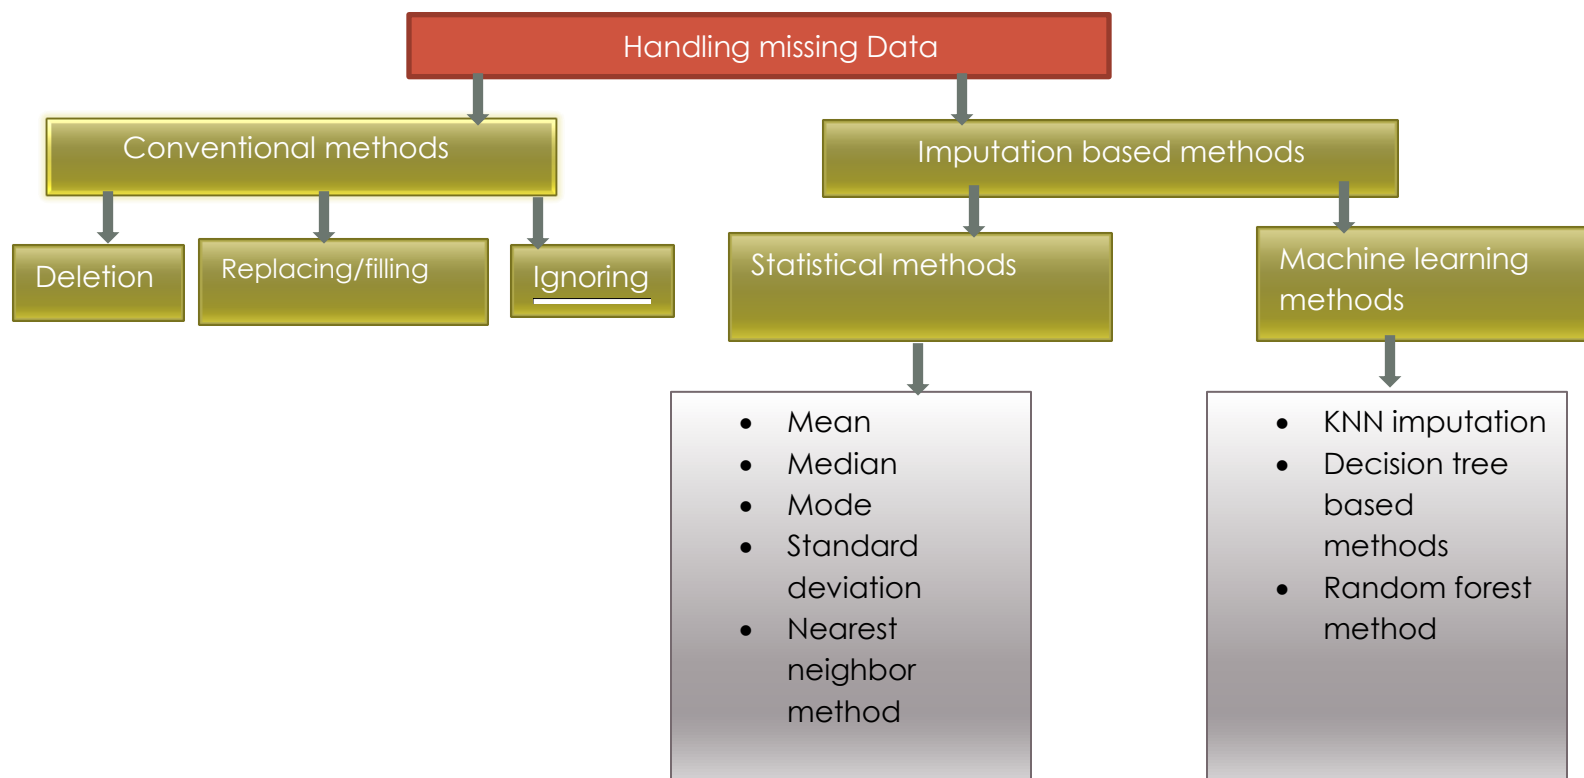 Handling missing Data
Conventional methods
Imputation based methods
Deletion
Replacing/filling
Ignoring
Statistical methods
Machine learning
methods
• Mean
• Median
• Mode
• Standard
deviation
• Nearest
neighbor
method
• KNN imputation
• Decision tree
based
methods
• Random forest
method